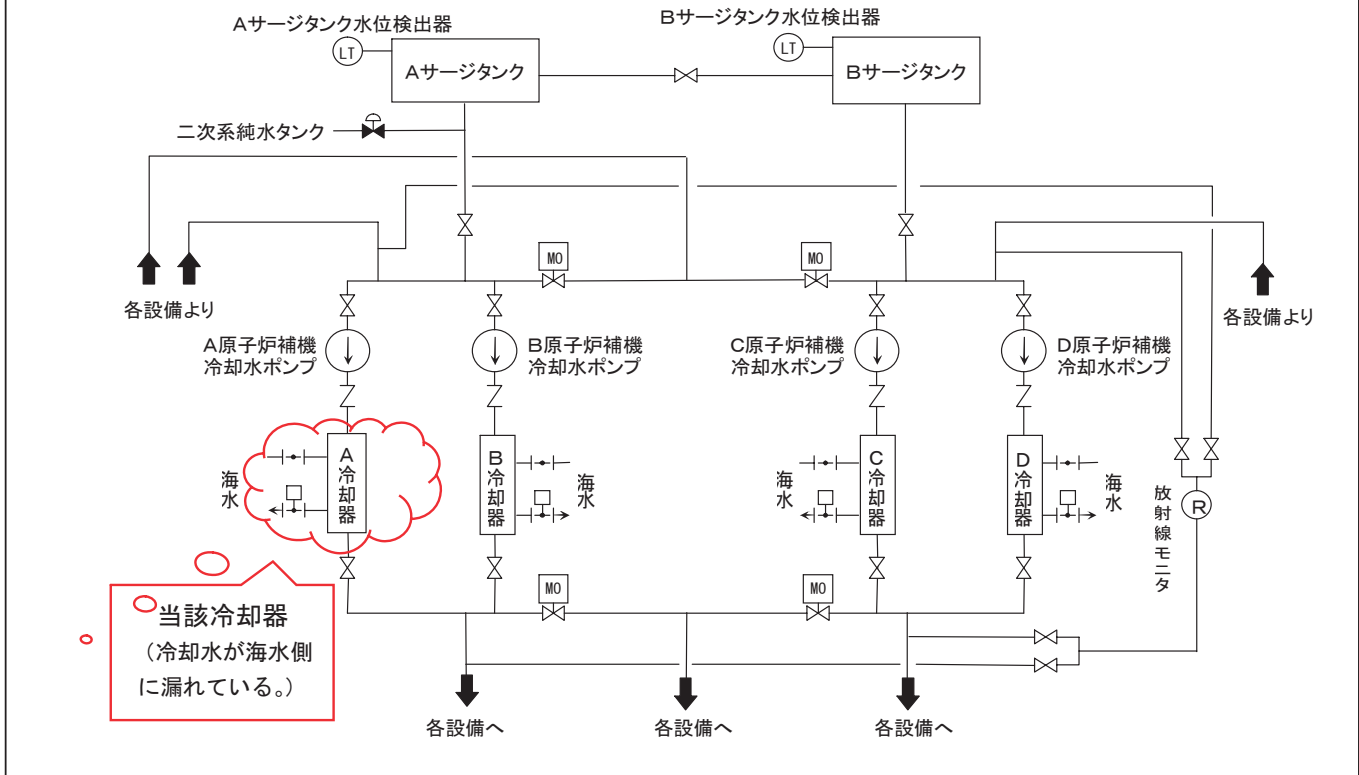 Aサージタンク水位検出器
Bサージタンク水位検出器
LT
LT
Aサージタンク
Bサージタンク
二次系純水タンク
MO
MO
各設備より
各設備より
A原子炉補機
冷却水ポンプ
B原子炉補機
冷却水ポンプ
C原子炉補機
冷却水ポンプ
D原子炉補機
冷却水ポンプ
海水
A冷却器
B冷却器
海水
海水
C冷却器
D冷却器
海水
放射線モニタ
R
MO
MO
当該冷却器
(冷却水が海水側
に漏れている。)
各設備へ
各設備へ
各設備へ